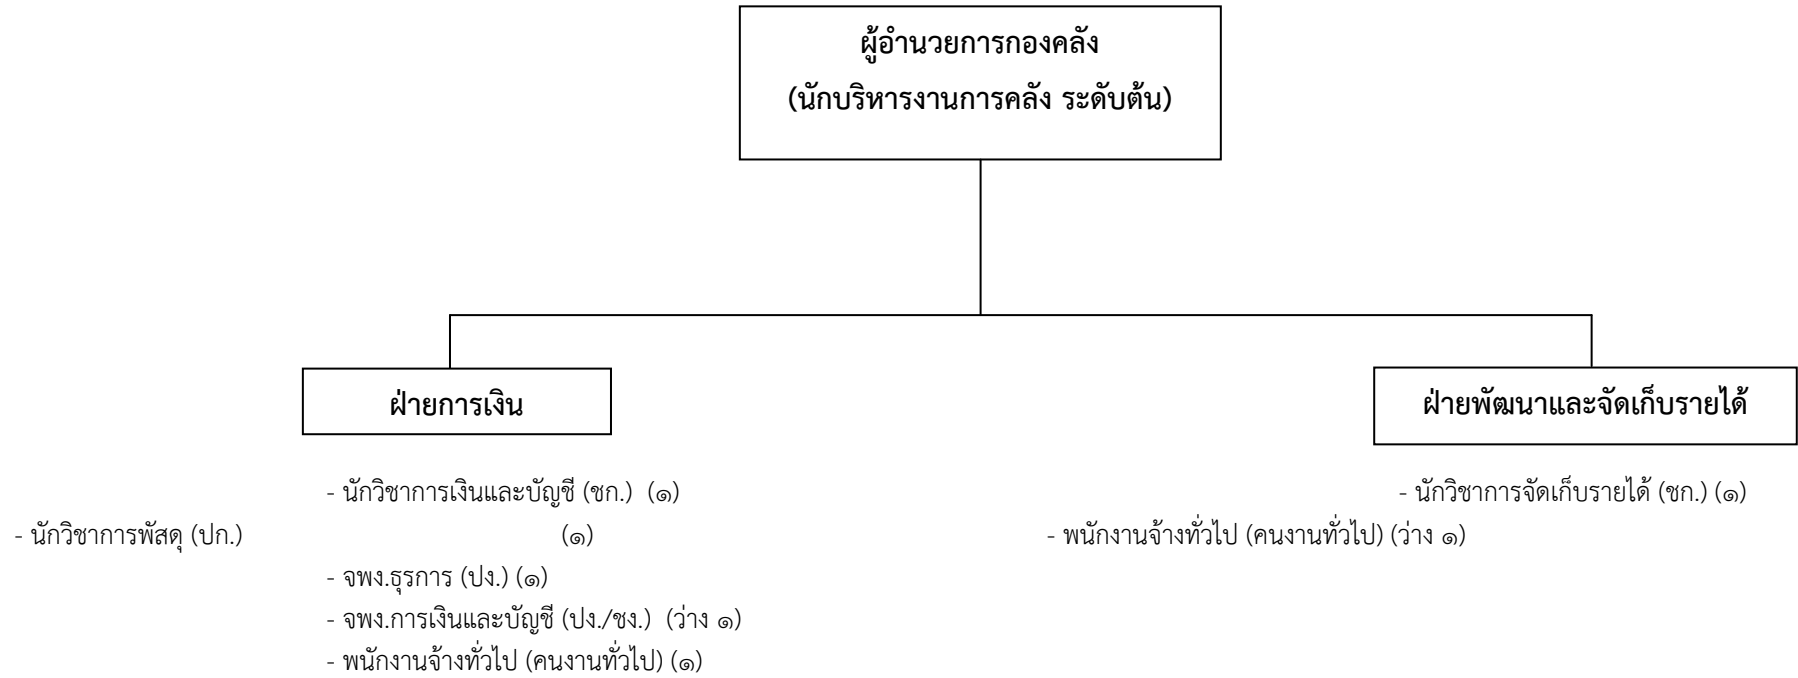 ผู้อำนวยการกองคลัง
(นักบริหารงานการคลัง ระดับต้น)
ฝ่ายการเงิน
ฝ่ายพัฒนาและจัดเก็บรายได้
- นักวิชาการเงินและบัญชี (ชก.) (๑)
- นักวิชาการจัดเก็บรายได้ (ชก.) (๑)
- นักวิชาการพัสดุ (ปก.) (๑)
- พนักงานจ้างทั่วไป (คนงานทั่วไป) (ว่าง ๑)
- จพง.ธุรการ (ปง.) (๑)
- จพง.การเงินและบัญชี (ปง./ชง.) (ว่าง ๑)
- พนักงานจ้างทั่วไป (คนงานทั่วไป) (๑)